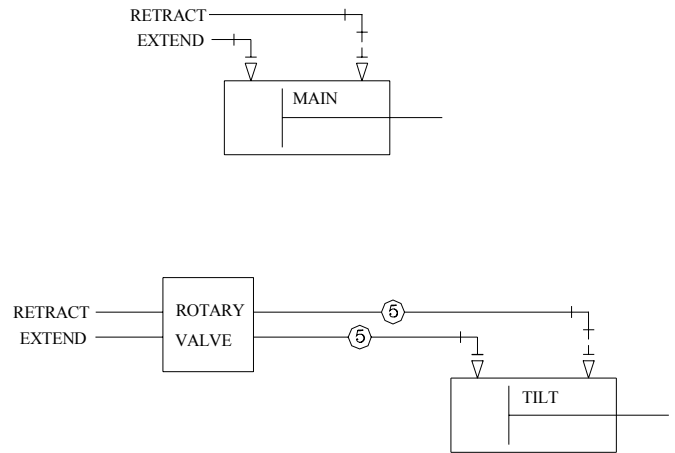 RETRACT
EXTEND
MAIN
RETRACT
ROTARY
5
EXTEND
VALVE
5
TILT